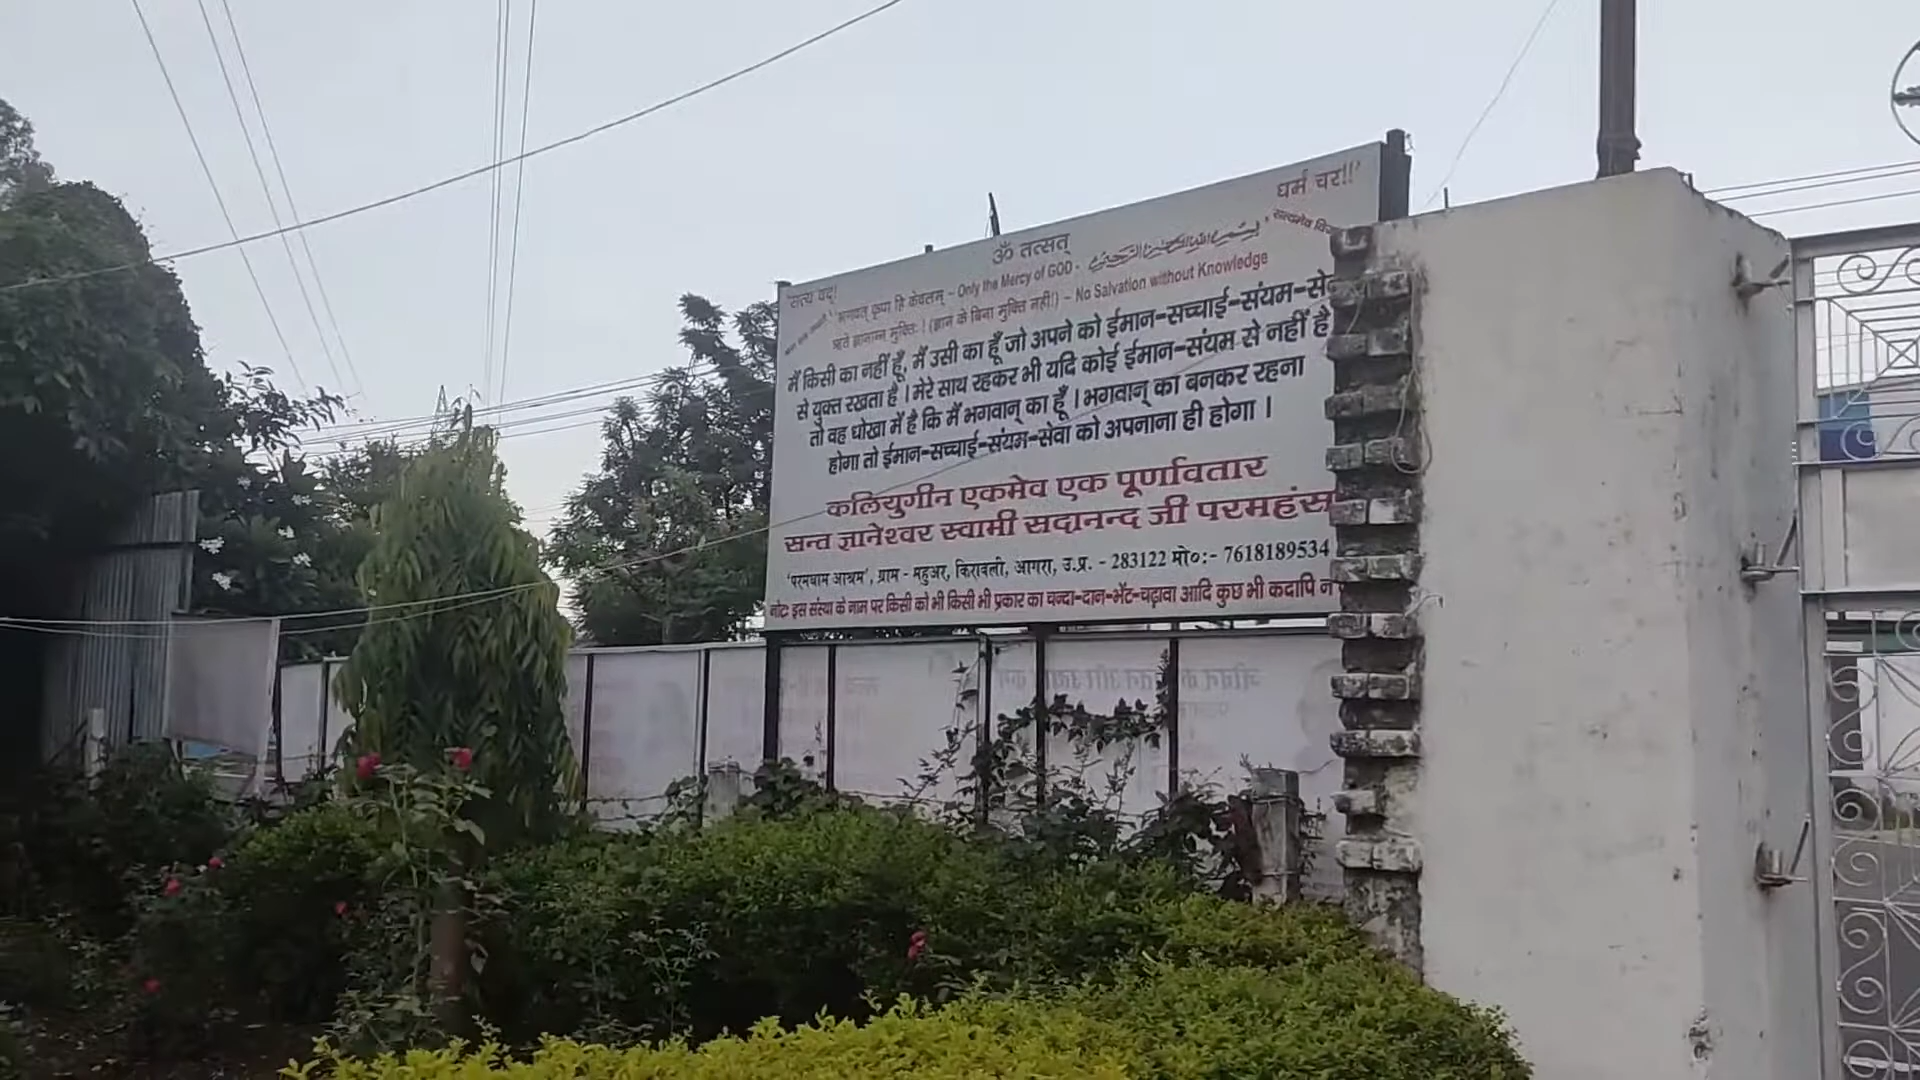 "सत्य वद! धर्मं चर!!"
ॐ तत्सत्
भगवत् कृपा हि केवलम् – Only the Mercy of GOD -
ऋते ज्ञानान्न मुक्तिः । (ज्ञान के बिना मुक्ति नहीं!) – No Salvation without Knowledge
मैं किसी का नहीं हूँ, मैं उसी का हूँ जो अपने को ईमान-सच्चाई-संयम-से
से युक्त रखता है । मेरे साथ रहकर भी यदि कोई ईमान-संयम से नहीं है
तो वह धोखा में है कि मैं भगवान् का हूँ । भगवान् का बनकर रहना
होगा तो ईमान-सच्चाई-संयम-सेवा को अपनाना ही होगा ।
कलियुगीन एकमेव एक पूर्णावतार
सन्त ज्ञानेश्वर स्वामी सदानन्द जी परमहंस
'परमधाम आश्रम', ग्राम - महुअर, किरावली, आगरा, उ.प्र. - 283122 मो०:- 7618189534
नोट: इस संस्था के नाम पर किसी को भी किसी भी प्रकार का चन्दा-दान-भेंट-चढ़ावा आदि कुछ भी कदापि न